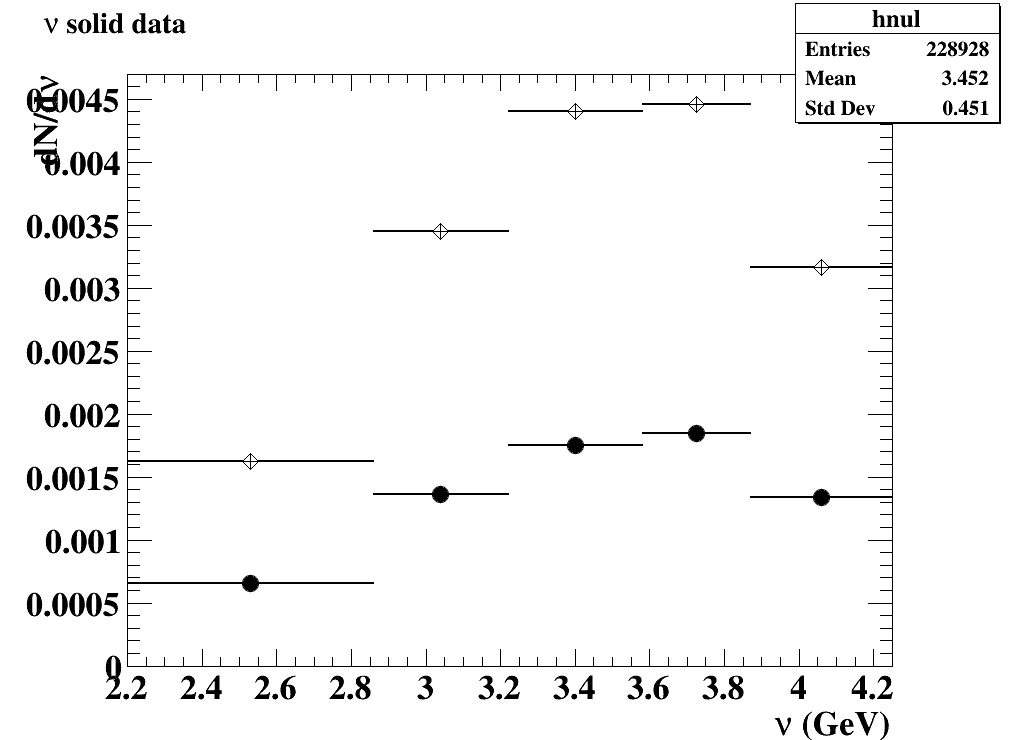 ν solid data
hnul
Entries 228928
Mean 3.452
Std Dev 0.451
dN/dν
0.0045
0.004
0.0035
0.003
0.0025
0.002
0.0015
0.001
0.0005
0
2.2 2.4 2.6 2.8 3 3.2 3.4 3.6 3.8 4 4.2
ν (GeV)